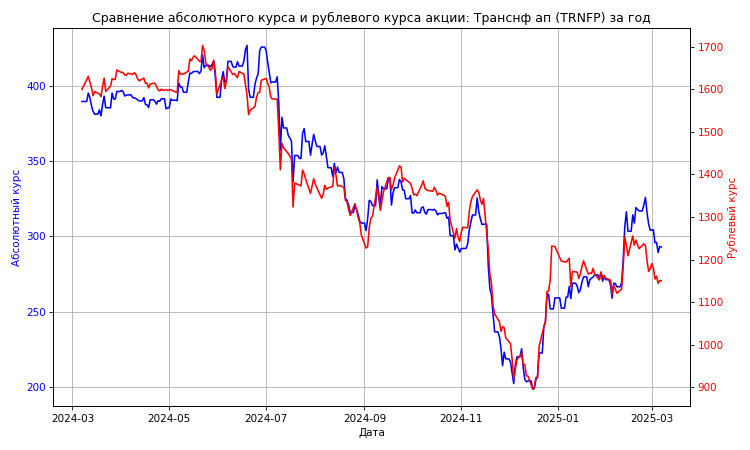 Сравнение абсолютного курса и рублевого курса акции: Транснф ап (TRNFP) за год
Абсолютный курс
400
350
300
250
200
1700
1600
1500
1400
1300
1200
1100
1000
900
Рублевый курс
2024-03 2024-05 2024-07 2024-09 2024-11 2025-01 2025-03
Дата